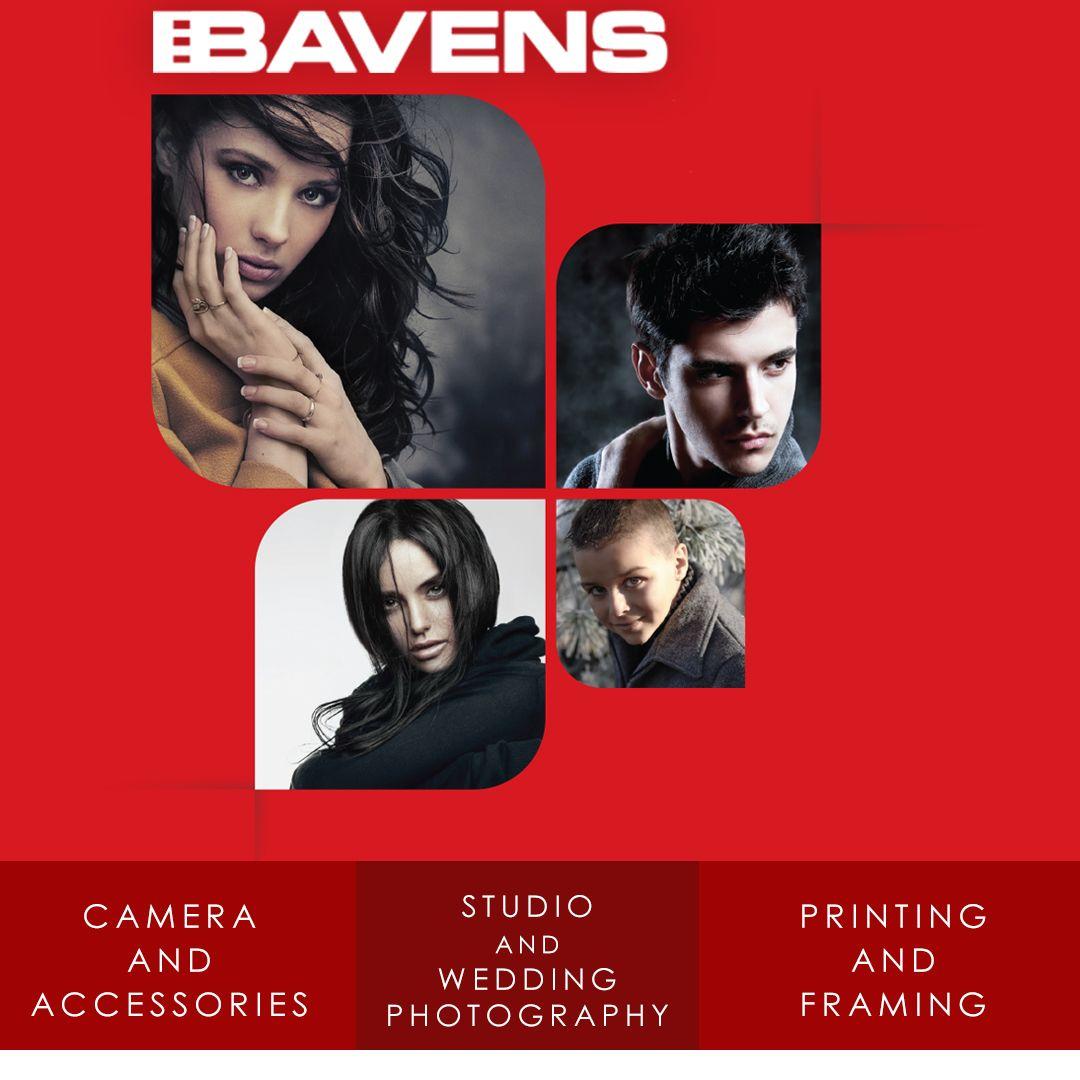 BAVENS
CAMERA
AND
ACCESSORIES
STUDIO
AND
WEDDING
PHOTOGRAPHY
PRINTING
AND
FRAMING